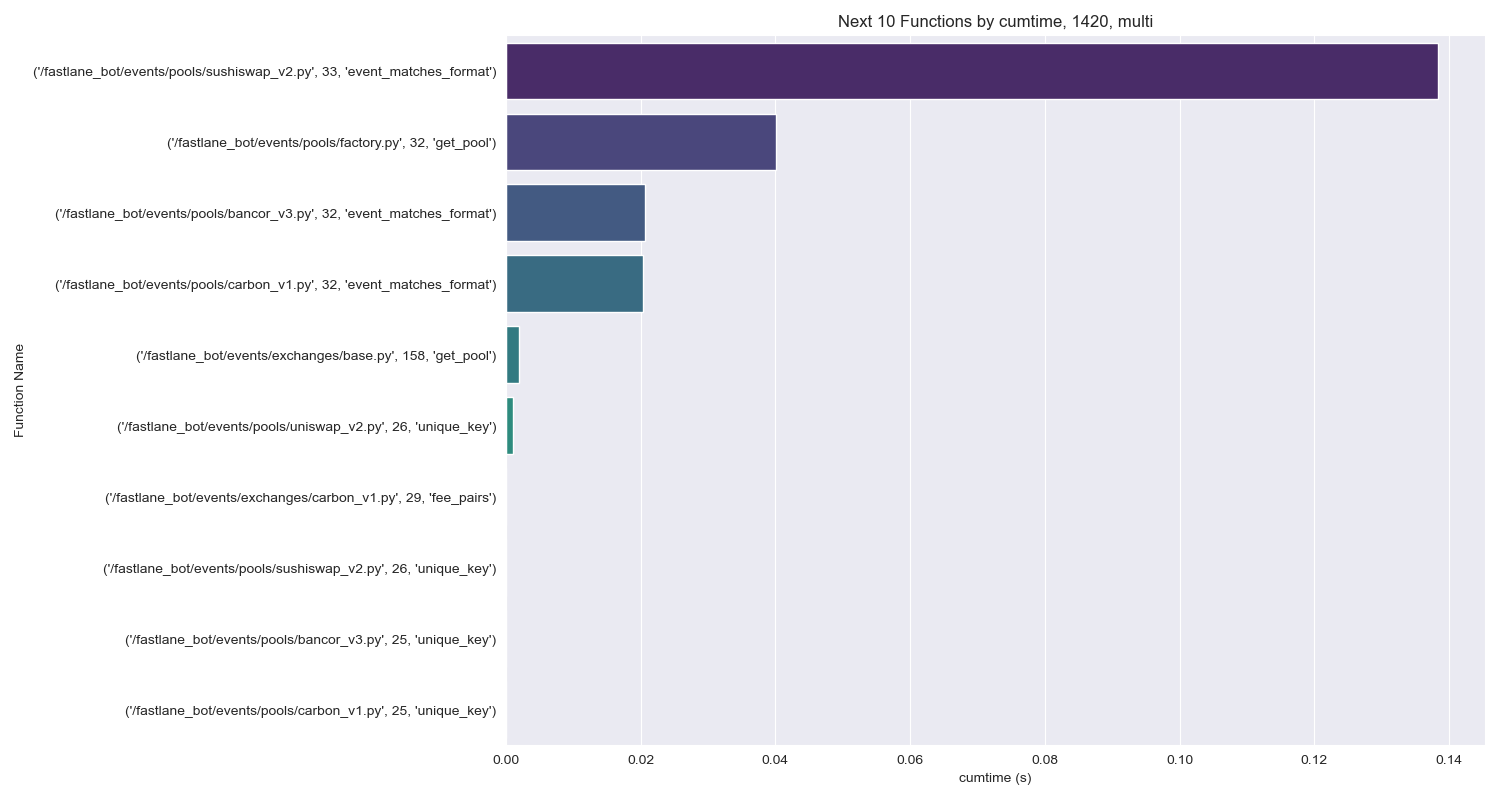 Next 10 Functions by cumtime, 1420, multi
('/fastlane_bot/events/pools/sushiswap_v2.py', 33, 'event_matches_format')
('/fastlane_bot/events/pools/factory.py', 32, 'get_pool')
('/fastlane_bot/events/pools/bancor_v3.py', 32, 'event_matches_format')
('/fastlane_bot/events/pools/carbon_v1.py', 32, 'event_matches_format')
('/fastlane_bot/events/exchanges/base.py', 158, 'get_pool')
('/fastlane_bot/events/pools/uniswap_v2.py', 26, 'unique_key')
('/fastlane_bot/events/exchanges/carbon_v1.py', 29, 'fee_pairs')
('/fastlane_bot/events/pools/sushiswap_v2.py', 26, 'unique_key')
('/fastlane_bot/events/pools/bancor_v3.py', 25, 'unique_key')
('/fastlane_bot/events/pools/carbon_v1.py', 25, 'unique_key')
Function Name
0.00 0.02 0.04 0.06 0.08 0.10 0.12 0.14
cumtime (s)